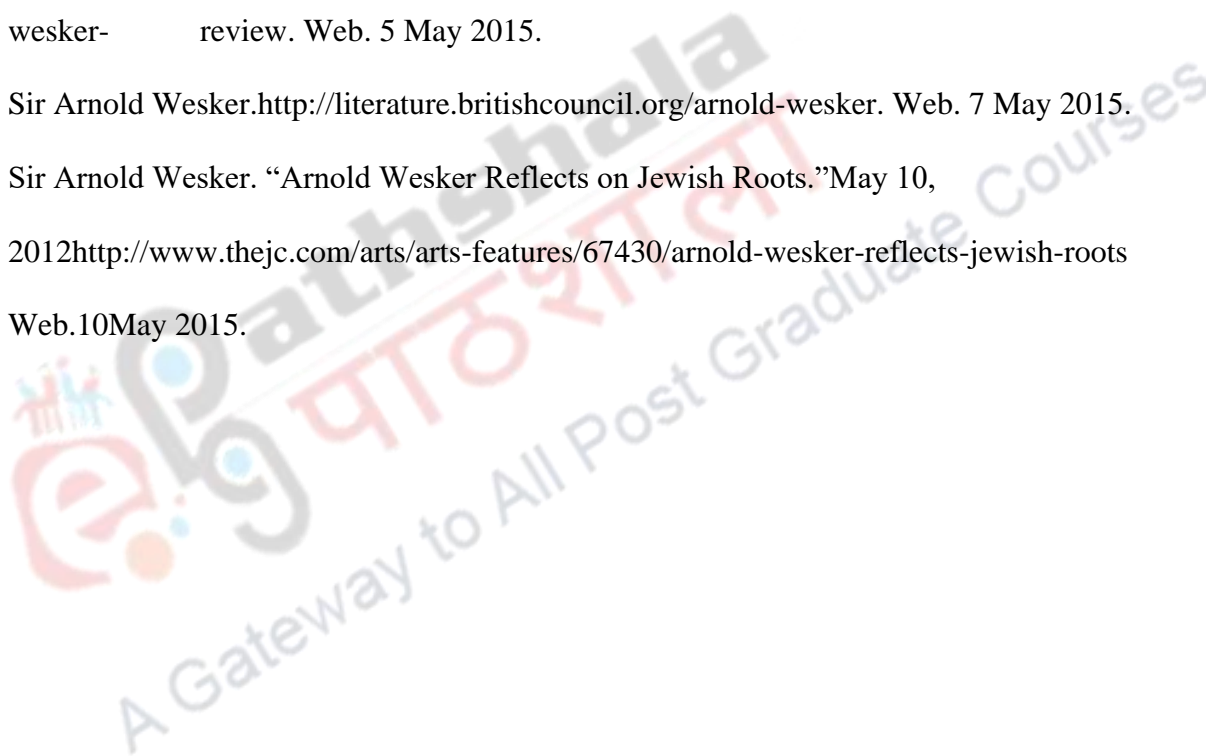 wesker- review. Web. 5 May 2015.
Sir Arnold Wesker.http://literature.britishcouncil.org/arnold-wesker. Web. 7 May 2015.
Sir Arnold Wesker. “Arnold Wesker Reflects on Jewish Roots.”May 10,
2012http://www.thejc.com/arts/arts-features/67430/arnold-wesker-reflects-jewish-roots
Web.10May 2015.
ePG Pathshala
पाठशाला
A Gateway to All Post Graduate Courses